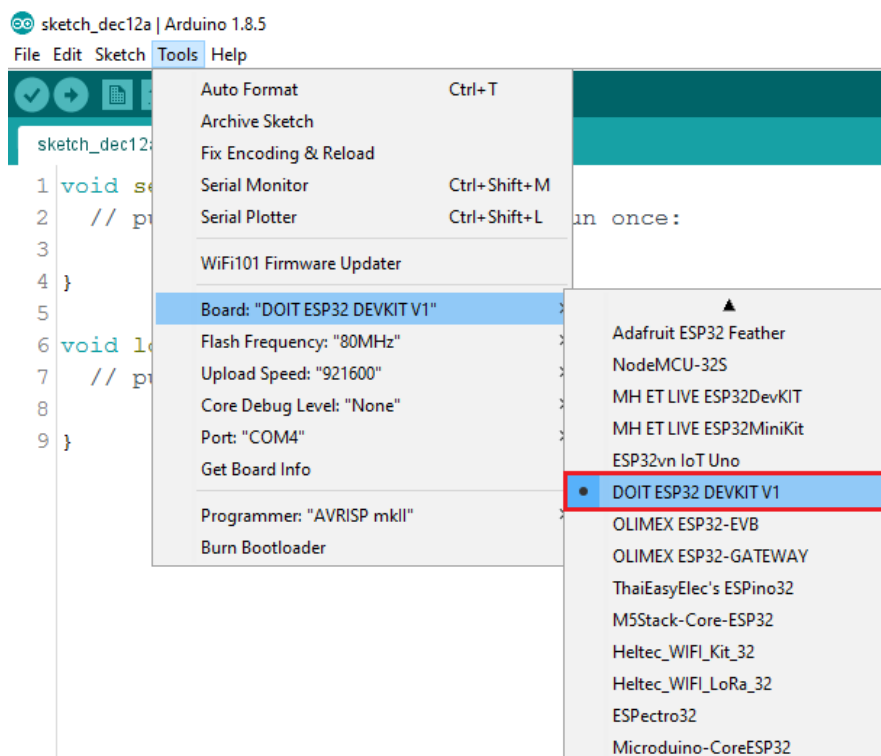 sketch_dec12a | Arduino 1.8.5
File Edit Sketch Tools Help
sketch_dec12a
Auto Format Ctrl+T
Archive Sketch
Fix Encoding & Reload
Serial Monitor Ctrl+Shift+M
Serial Plotter Ctrl+Shift+L
WiFi101 Firmware Updater
Board: "DOIT ESP32 DEVKIT V1"
Flash Frequency: "80MHz"
Upload Speed: "921600"
Core Debug Level: "None"
Port: "COM4"
Get Board Info
Programmer: "AVRISP mkII"
Burn Bootloader
1 void
2 // once:
3
4 }
5
6 void
7 //
8
9 }
Adafruit ESP32 Feather
NodeMCU-32S
MH ET LIVE ESP32DevKIT
MH ET LIVE ESP32MiniKit
ESP32vn IoT Uno
DOIT ESP32 DEVKIT V1
OLIMEX ESP32-EVB
OLIMEX ESP32-GATEWAY
ThaiEasyElec's ESPino32
M5Stack-Core-ESP32
Heltec_WIFI_Kit_32
Heltec_WIFI_LoRa_32
ESPectro32
Microduino-CoreESP32